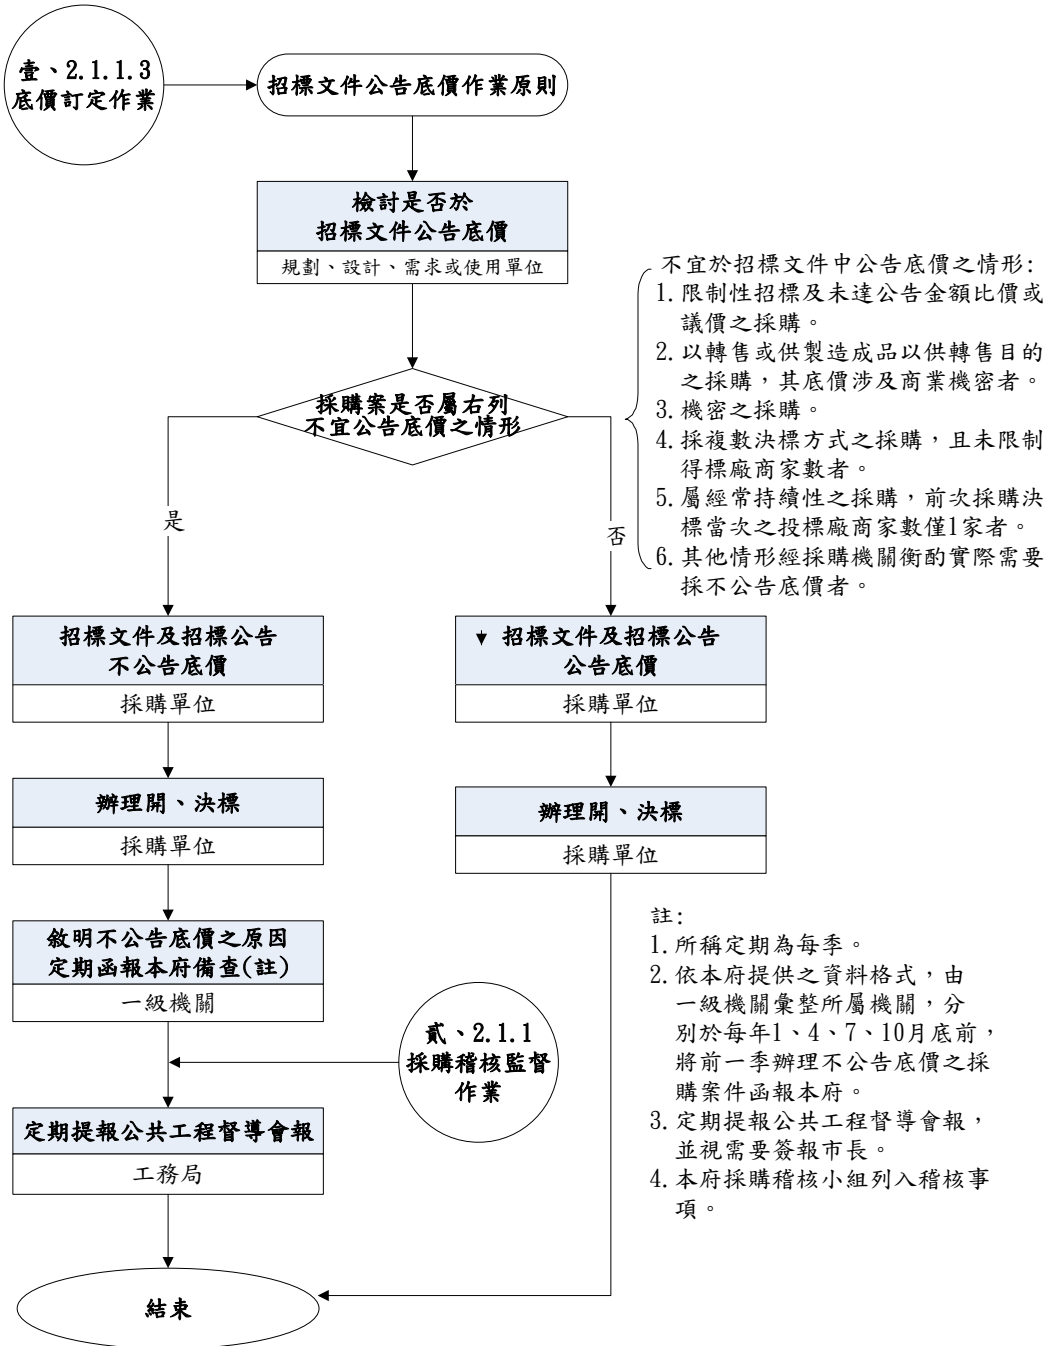 壹、2.1.1.3
底價訂定作業
招標文件公告底價作業原則
檢討是否於
招標文件公告底價
規劃、設計、需求或使用單位
不宜於招標文件中公告底價之情形:
1.限制性招標及未達公告金額比價或
議價之採購。
2.以轉售或供製造成品以供轉售目的
之採購，其底價涉及商業機密者。
3.機密之採購。
4.採複數決標方式之採購，且未限制
得標廠商家數者。
5.屬經常持續性之採購，前次採購決
標當次之投標廠商家數僅1家者。
6.其他情形經採購機關衡酌實際需要
採不公告底價者。
採購案是否屬右列
不宜公告底價之情形
是
否
招標文件及招標公告
不公告底價
採購單位
▼ 招標文件及招標公告
公告底價
採購單位
辦理開、決標
採購單位
辦理開、決標
採購單位
敘明不公告底價之原因
定期函報本府備查(註)
一級機關
貳、2.1.1
採購稽核監督
作業
定期提報公共工程督導會報
工務局
結束
註:
1.所稱定期為每季。
2.依本府提供之資料格式，由
一級機關彙整所屬機關，分
別於每年1、4、7、10月底前，
將前一季辦理不公告底價之採
購案件函報本府。
3.定期提報公共工程督導會報，
並視需要簽報市長。
4.本府採購稽核小組列入稽核事
項。